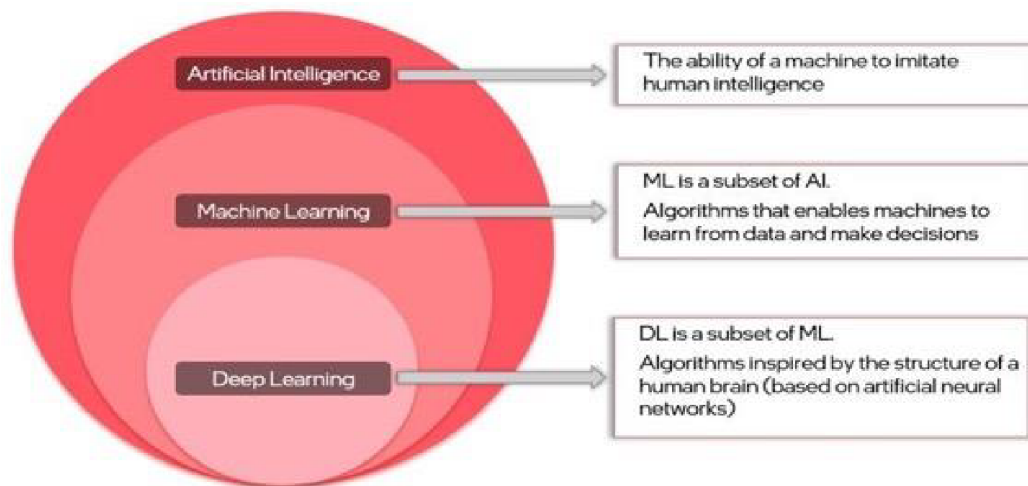 Artificial Intelligence
The ability of a machine to imitate
human intelligence
Machine Learning
ML is a subset of AI.
Algorithms that enables machines to
learn from data and make decisions
Deep Learning
DL is a subset of ML.
Algorithms inspired by the structure of a
human brain (based on artificial neural
networks)